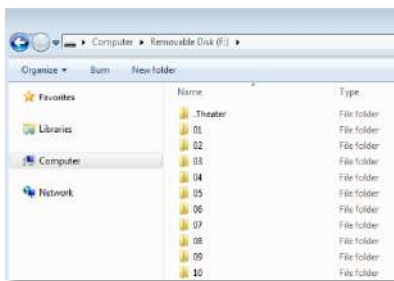 Computer ▸ Removable Disk (F:) ▸
Organize ▾ Burn New folder
Favorites
Libraries
Computer
Network
Name Type
.Theater File folder
01 File folder
02 File folder
03 File folder
04 File folder
05 File folder
06 File folder
07 File folder
08 File folder
09 File folder
10 File folder